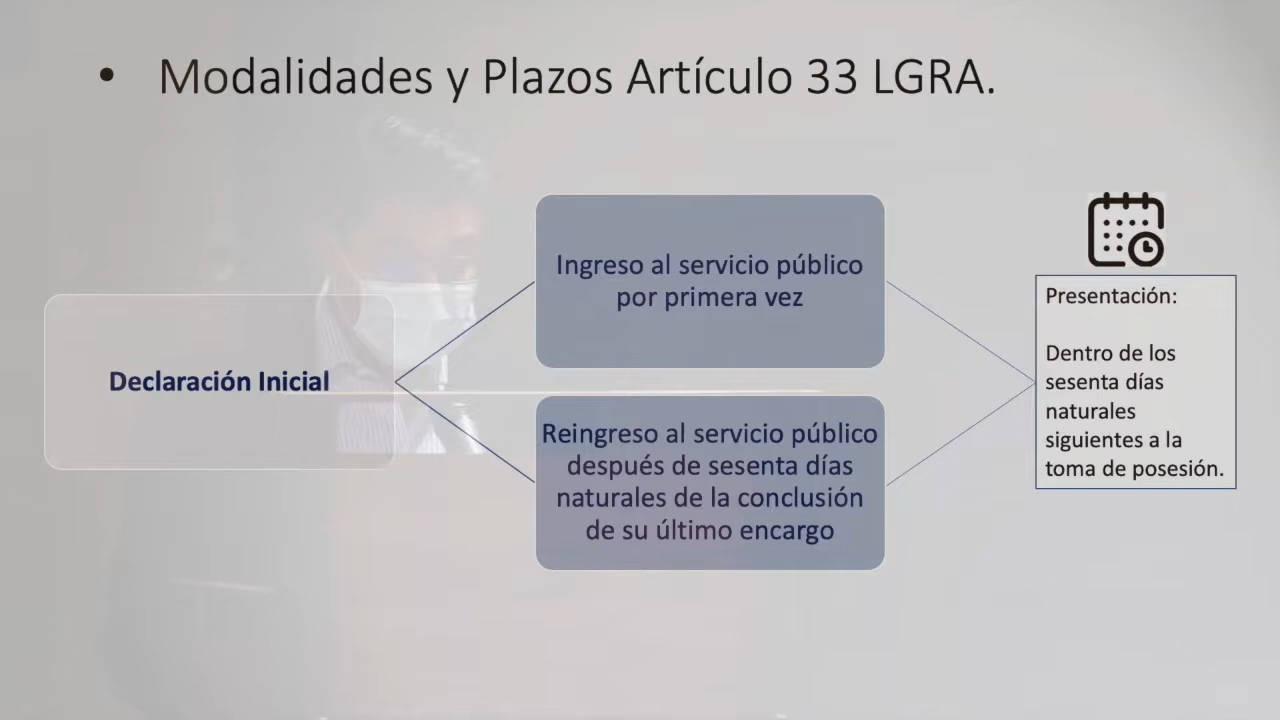 • Modalidades y Plazos Artículo 33 LGRA.
Declaración Inicial
Ingreso al servicio público
por primera vez
Reingreso al servicio público
después de sesenta días
naturales de la conclusión
de su último encargo
Presentación:
Dentro de los
sesenta días
naturales
siguientes a la
toma de posesión.